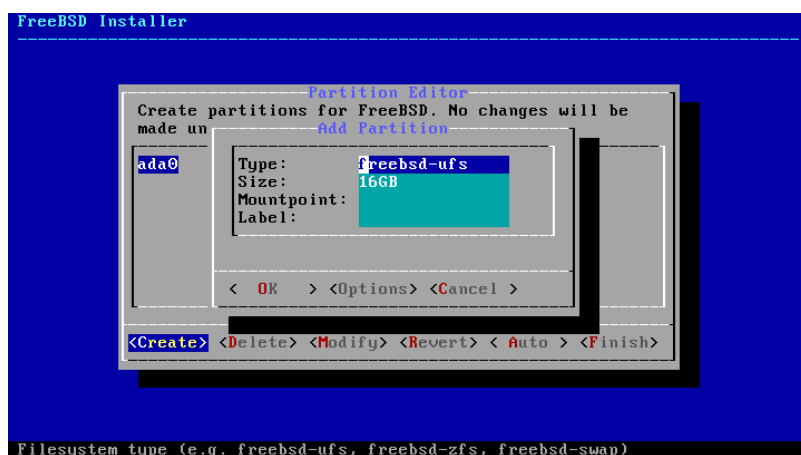 FreeBSD Installer
Partition Editor
Create partitions for FreeBSD. No changes will be
made un
Add Partition
ada0
Type: freebsd-ufs
Size: 16GB
Mountpoint:
Label:
< OK > <Options> <Cancel >
<Create> <Delete> <Modify> <Revert> < Auto > <Finish>
Filesystem type (e.g. freebsd-ufs, freebsd-zfs, freebsd-swap)